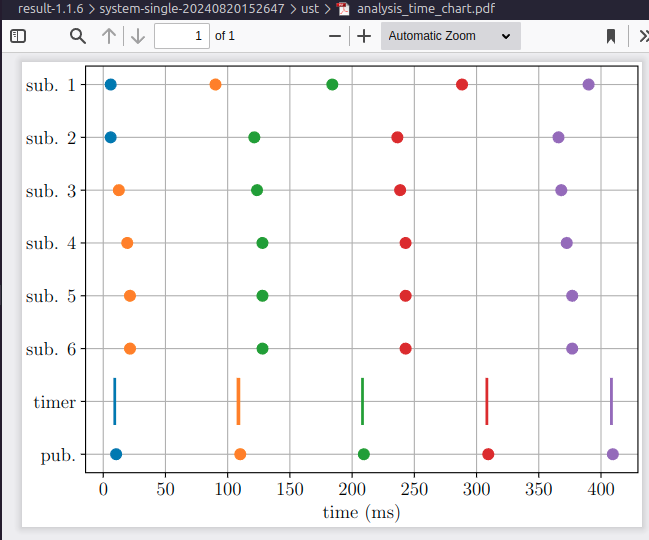 result-1.1.6 > system-single-20240820152647 > ust > analysis_time_chart.pdf
1 of 1 Automatic Zoom
sub. 1
sub. 2
sub. 3
sub. 4
sub. 5
sub. 6
timer
pub.
0 50 100 150 200 250 300 350 400
time (ms)